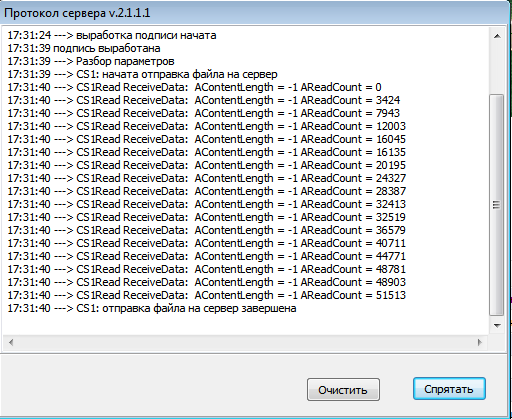 Протокол сервера v.2.1.1.1
17:31:24 ---> выработка подписи начата
17:31:39 подпись выработана
17:31:39 ---> Разбор параметров
17:31:39 ---> CS1: начата отправка файла на сервер
17:31:40 ---> CS1Read ReceiveData:  AContentLength = -1 AReadCount = 0
17:31:40 ---> CS1Read ReceiveData:  AContentLength = -1 AReadCount = 3424
17:31:40 ---> CS1Read ReceiveData:  AContentLength = -1 AReadCount = 7943
17:31:40 ---> CS1Read ReceiveData:  AContentLength = -1 AReadCount = 12003
17:31:40 ---> CS1Read ReceiveData:  AContentLength = -1 AReadCount = 16045
17:31:40 ---> CS1Read ReceiveData:  AContentLength = -1 AReadCount = 16135
17:31:40 ---> CS1Read ReceiveData:  AContentLength = -1 AReadCount = 20195
17:31:40 ---> CS1Read ReceiveData:  AContentLength = -1 AReadCount = 24327
17:31:40 ---> CS1Read ReceiveData:  AContentLength = -1 AReadCount = 28387
17:31:40 ---> CS1Read ReceiveData:  AContentLength = -1 AReadCount = 32413
17:31:40 ---> CS1Read ReceiveData:  AContentLength = -1 AReadCount = 32519
17:31:40 ---> CS1Read ReceiveData:  AContentLength = -1 AReadCount = 36579
17:31:40 ---> CS1Read ReceiveData:  AContentLength = -1 AReadCount = 40711
17:31:40 ---> CS1Read ReceiveData:  AContentLength = -1 AReadCount = 44771
17:31:40 ---> CS1Read ReceiveData:  AContentLength = -1 AReadCount = 48781
17:31:40 ---> CS1Read ReceiveData:  AContentLength = -1 AReadCount = 48903
17:31:40 ---> CS1Read ReceiveData:  AContentLength = -1 AReadCount = 51513
17:31:40 ---> CS1: отправка файла на сервер завершена
Очистить Спрятать